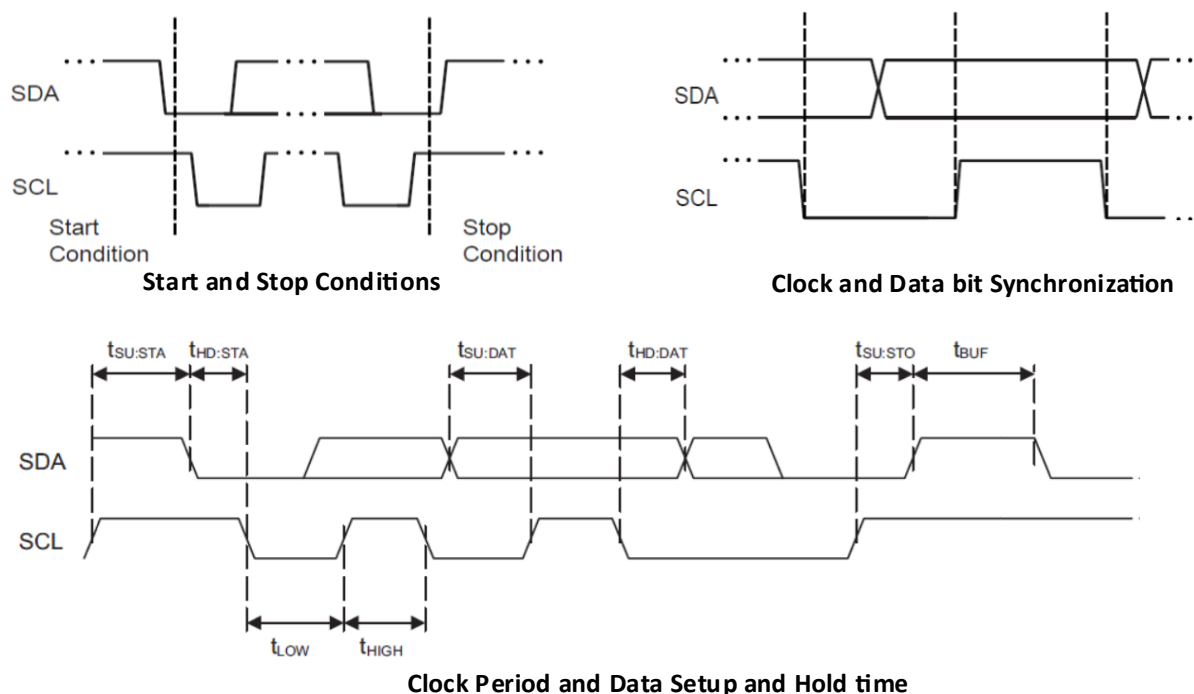 SDA
SCL
Start
Condition
Stop
Condition
Start and Stop Conditions
SDA
SCL
Clock and Data bit Synchronization
tSU:STA tHD:STA tSU:DAT tHD:DAT tSU:STO tBUF
SDA
SCL
tLOW tHIGH
Clock Period and Data Setup and Hold time